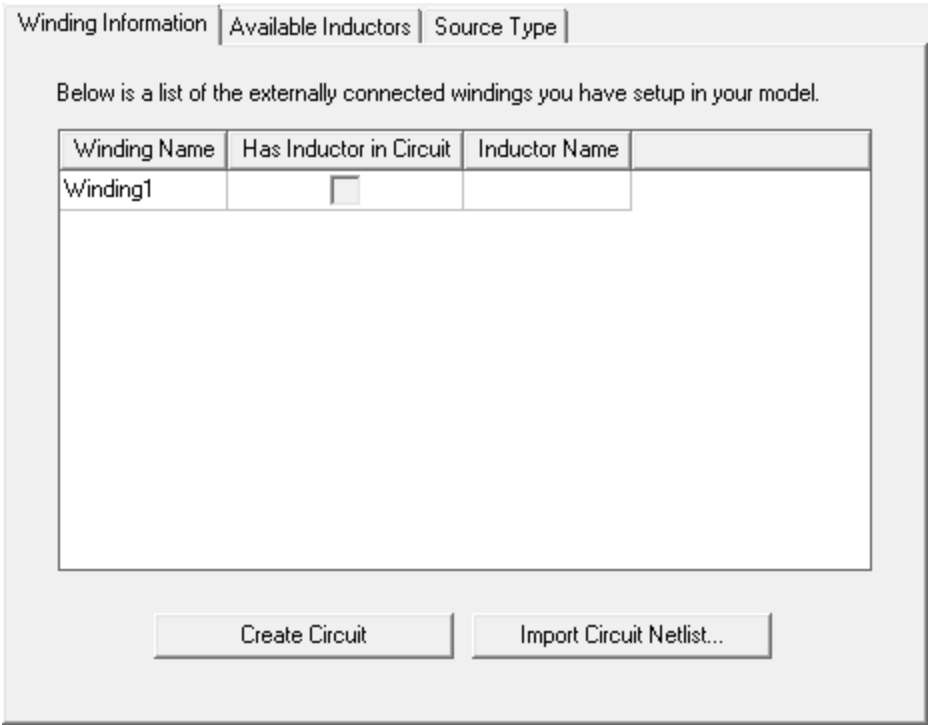 Winding Information Available Inductors Source Type
Below is a list of the externally connected windings you have setup in your model.
Winding Name Has Inductor in Circuit Inductor Name
Winding1
Create Circuit Import Circuit Netlist...